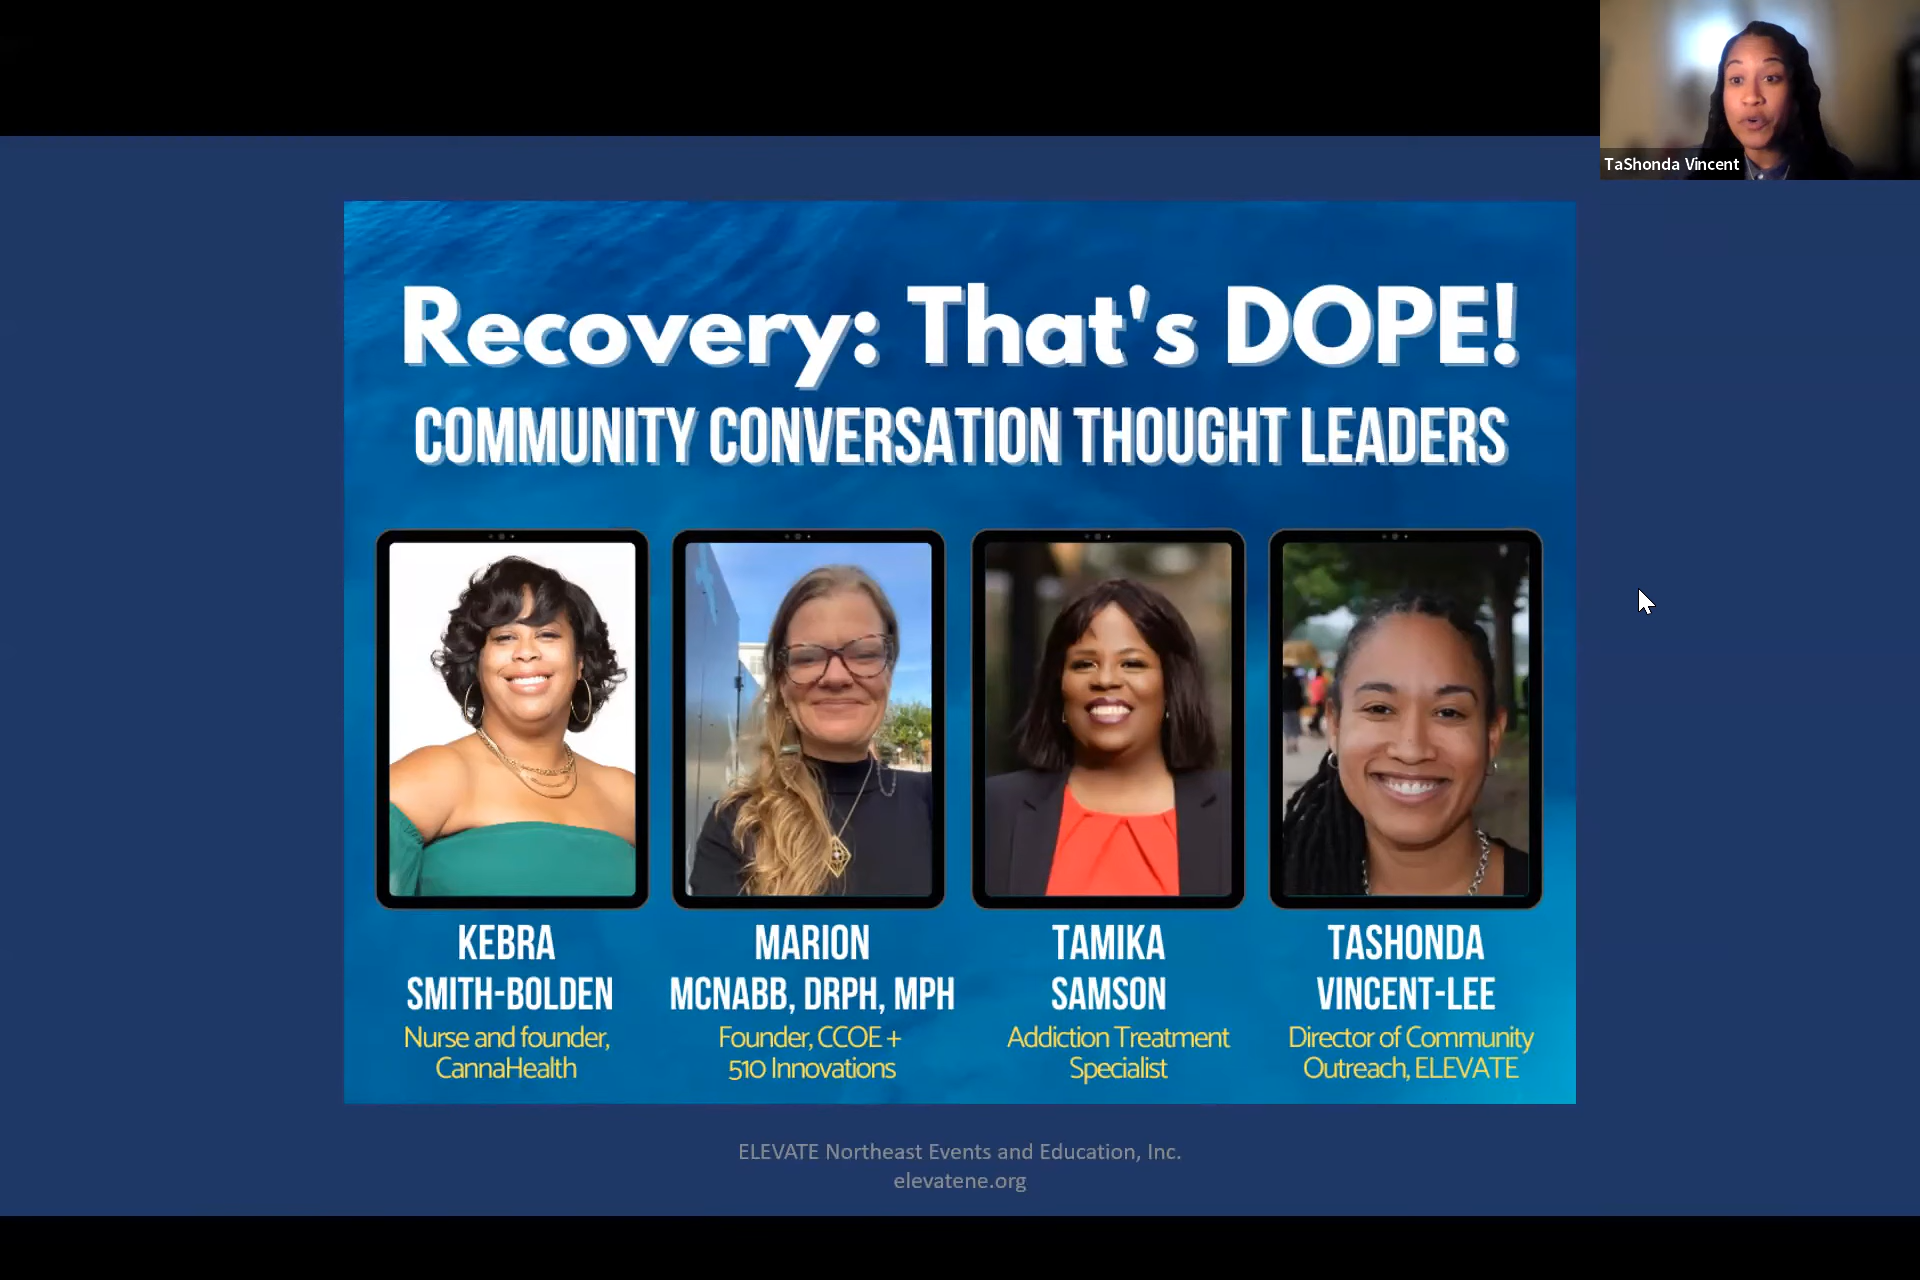 TaShonda Vincent
Recovery: That's DOPE!
COMMUNITY CONVERSATION THOUGHT LEADERS
KEBRA
SMITH-BOLDEN
Nurse and founder,
CannaHealth
MARION
MCNABB, DRPH, MPH
Founder, CCOE +
510 Innovations
TAMIKA
SAMSON
Addiction Treatment
Specialist
TASHONDA
VINCENT-LEE
Director of Community
Outreach, ELEVATE
ELEVATE Northeast Events and Education, Inc.
elevatene.org